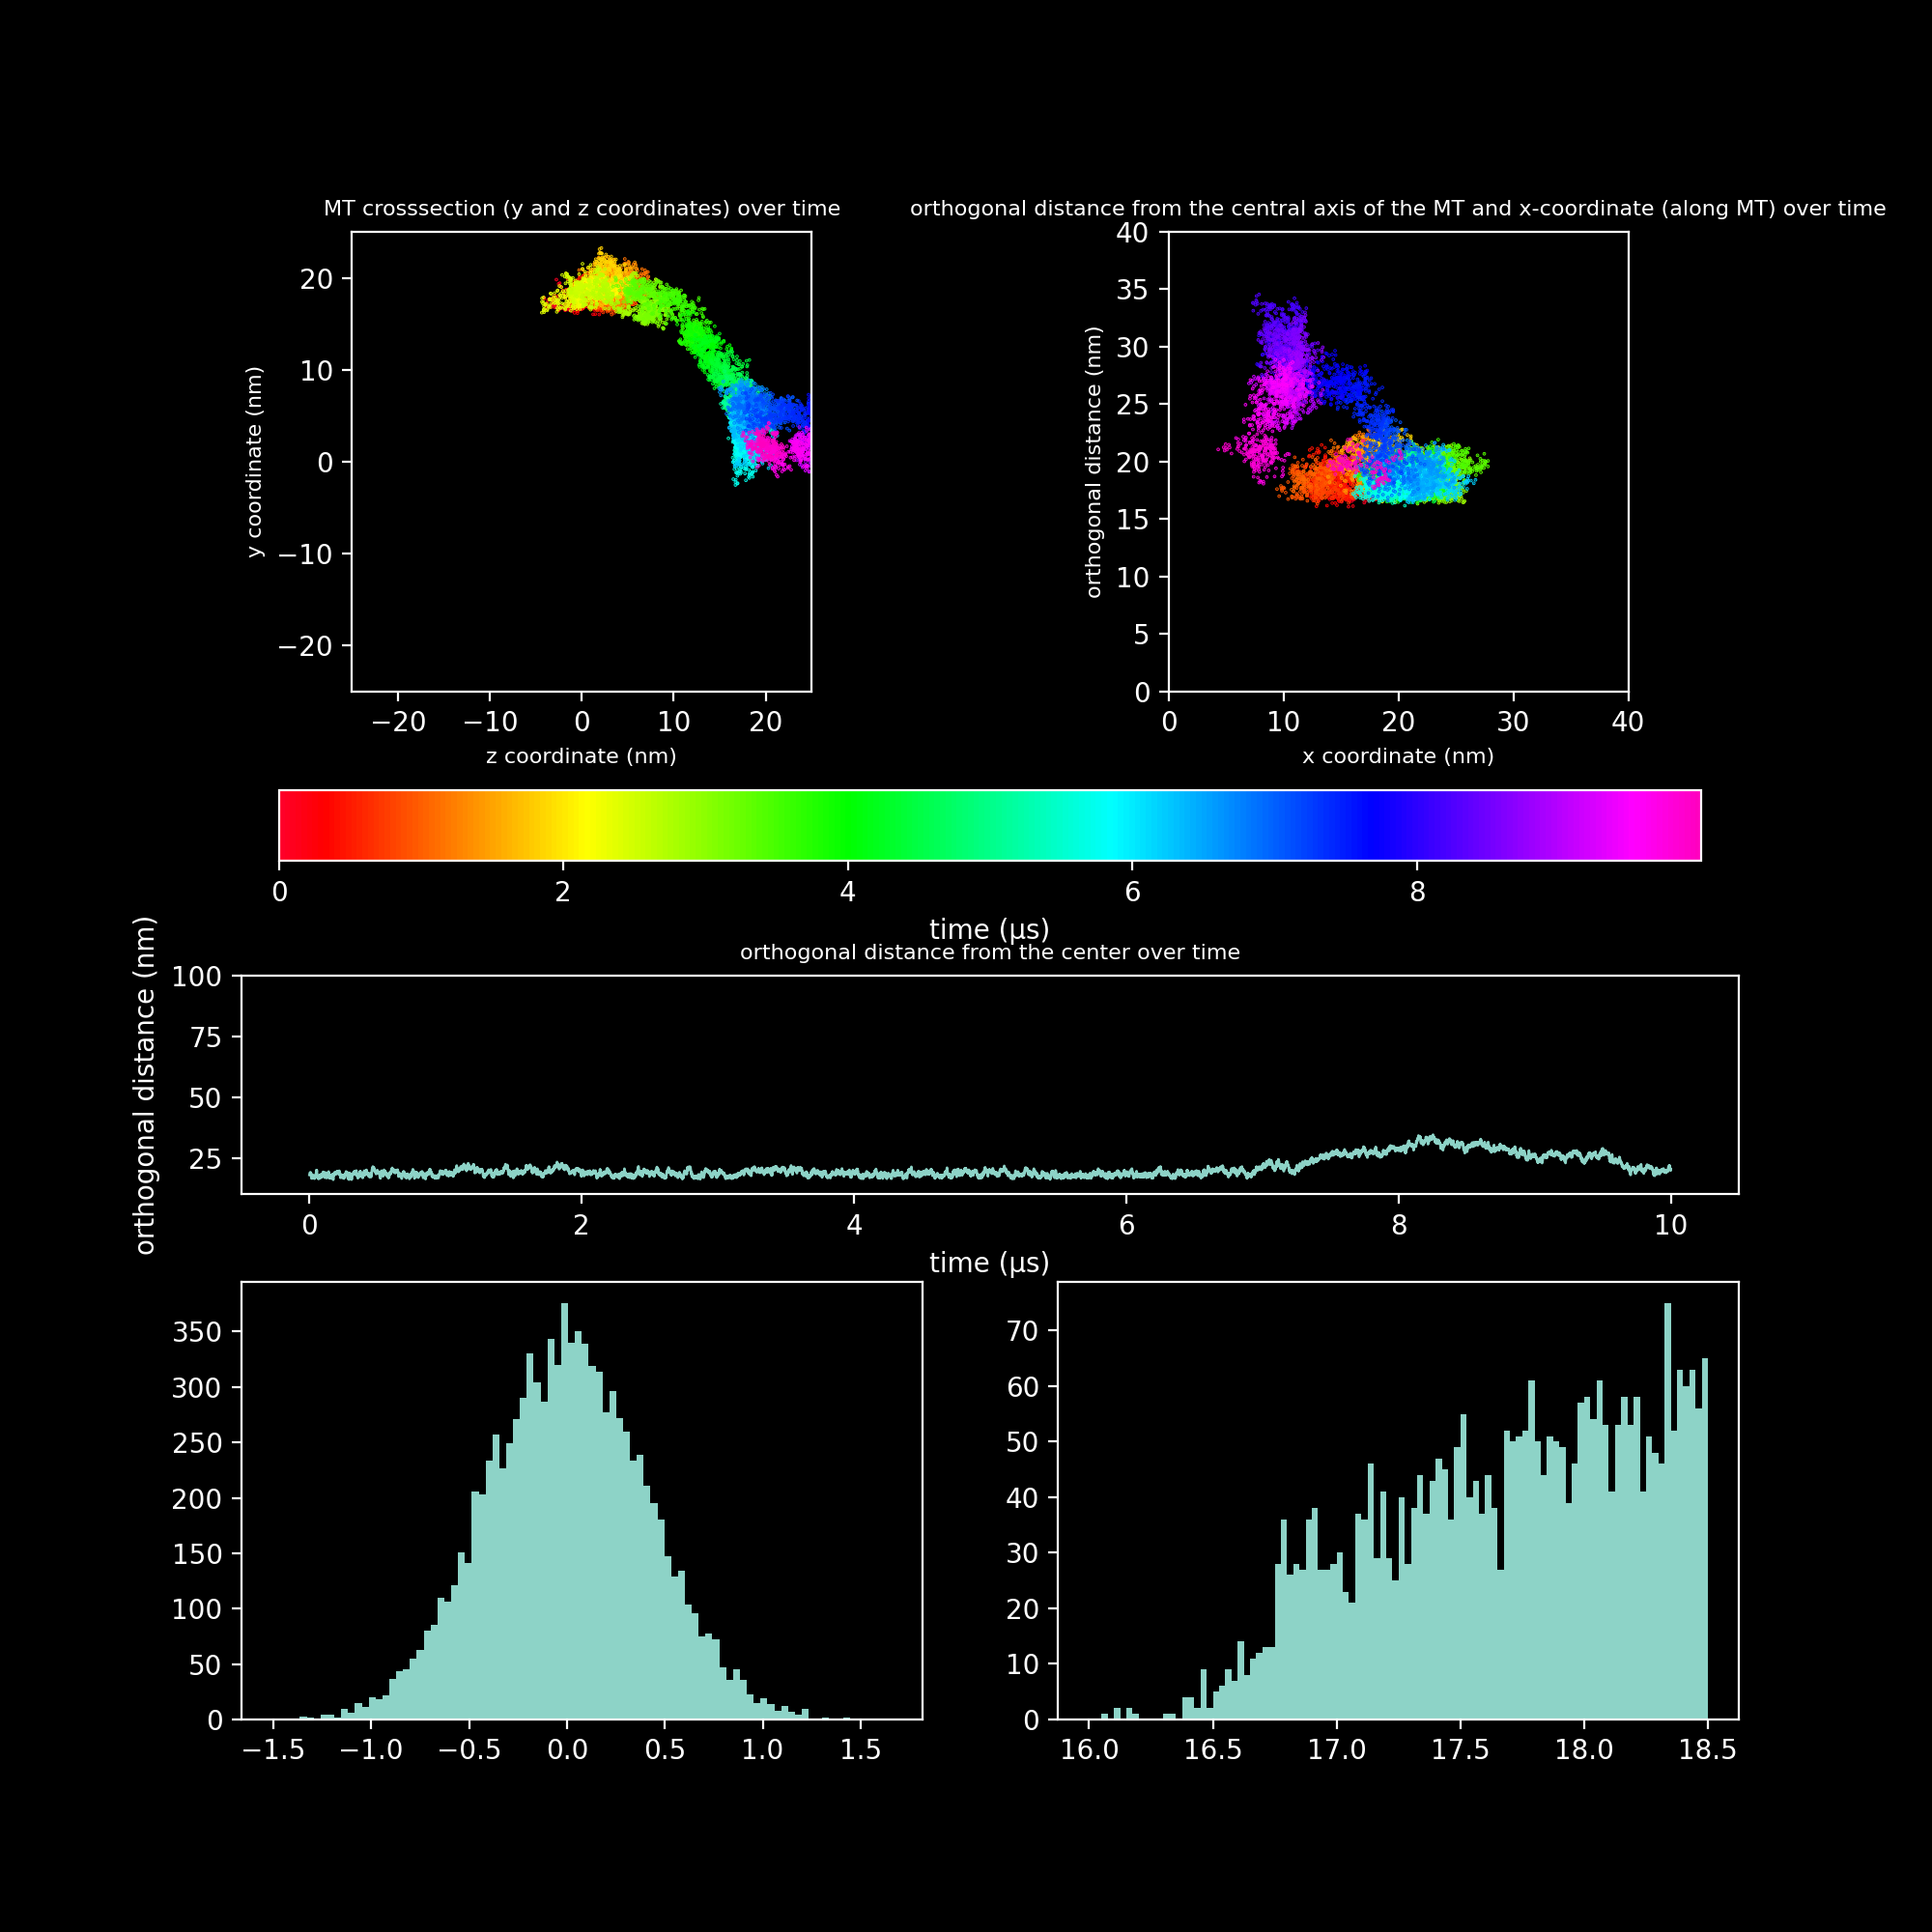 MT crosssection (y and z coordinates) over time
orthogonal distance from the central axis of the MT and x-coordinate (along MT) over time
y coordinate (nm)
20
10
0
−10
−20
−20 −10 0 10 20
z coordinate (nm)
orthogonal distance (nm)
40
35
30
25
20
15
10
5
0
0 10 20 30 40
x coordinate (nm)
0 2 4 6 8
time (µs)
orthogonal distance from the center over time
orthogonal distance (nm)
100
75
50
25
0 2 4 6 8 10
time (µs)
350
300
250
200
150
100
50
0
−1.5 −1.0 −0.5 0.0 0.5 1.0 1.5
70
60
50
40
30
20
10
0
16.0 16.5 17.0 17.5 18.0 18.5